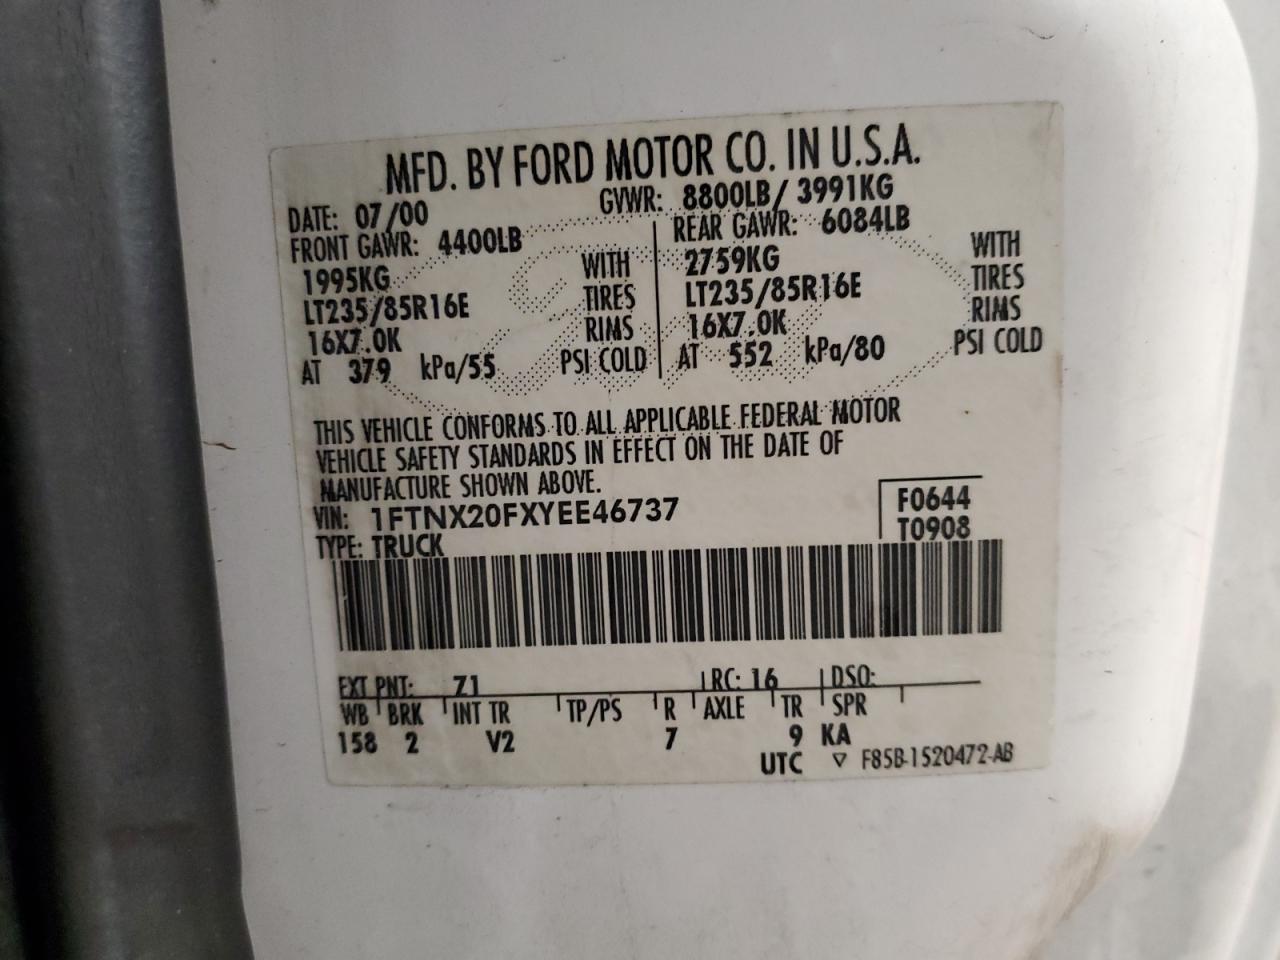 MFD. BY FORD MOTOR CO. IN U.S.A.
DATE: 07/00 GVWR: 8800LB/ 3991KG
FRONT GAWR: 4400LB REAR GAWR: 6084LB
1995KG WITH 2759KG WITH
LT235/85R16E TIRES LT235/85R16E TIRES
16X7.0K RIMS 16X7.0K RIMS
AT 379 kPa/55 PSI COLD AT 552 kPa/80 PSI COLD
THIS VEHICLE CONFORMS TO ALL APPLICABLE FEDERAL MOTOR
VEHICLE SAFETY STANDARDS IN EFFECT ON THE DATE OF
MANUFACTURE SHOWN ABOVE.
VIN: 1FTNX20FXYEE46737 F0644
TYPE: TRUCK T0908
EXT PNT: Z1 RC: 16 DSO:
WB BRK INT TR TP/PS R AXLE TR SPR
158 2 V2 7 9 KA
UTC ▽ F85B-1520472-AB